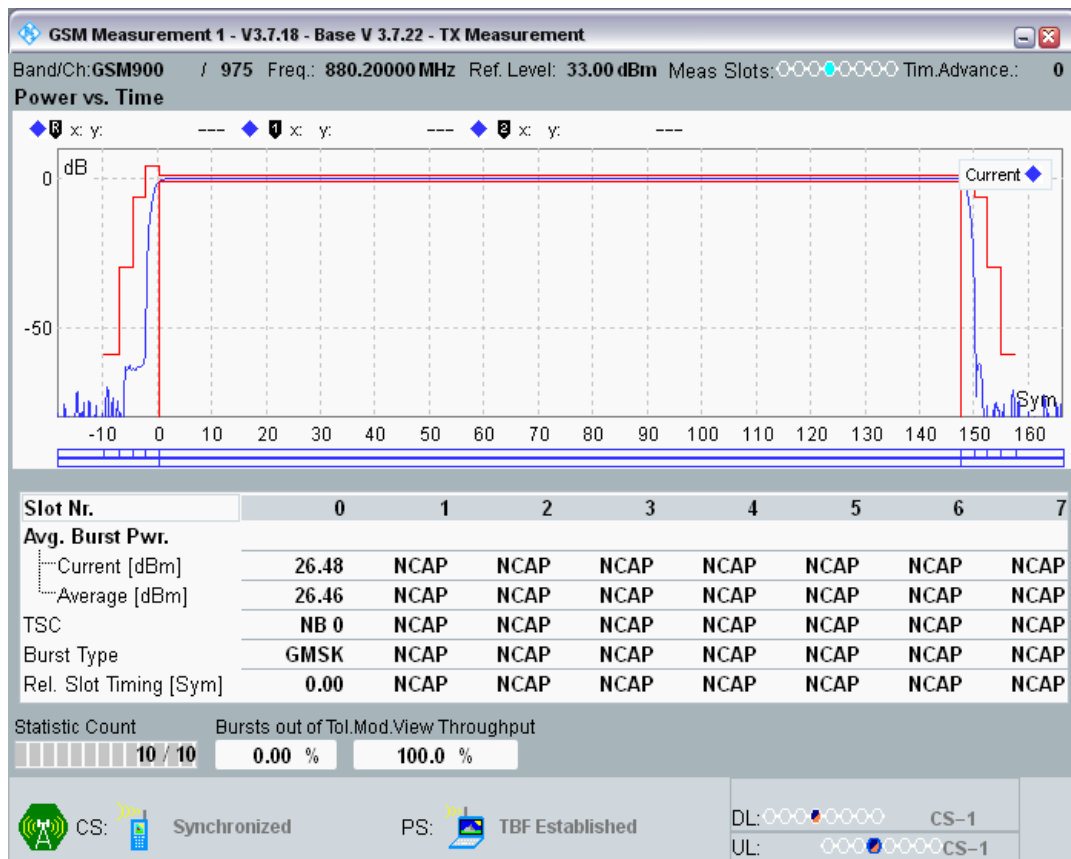 GSM Measurement 1 - V3.7.18 - Base V 3.7.22 - TX Measurement
Band/Ch:GSM900 / 975 Freq.: 880.20000 MHz Ref. Level: 33.00 dBm Meas Slots: Tim.Advance.: 0
Power vs. Time
R x: y: --- 1 x: y: --- 2 x: y: ---
dB
Current
0
-50
Sym
-10 0 10 20 30 40 50 60 70 80 90 100 110 120 130 140 150 160
Slot Nr. 0 1 2 3 4 5 6 7
Avg. Burst Pwr.
Current [dBm] 26.48 NCAP NCAP NCAP NCAP NCAP NCAP NCAP
Average [dBm] 26.46 NCAP NCAP NCAP NCAP NCAP NCAP NCAP
TSC NB 0 NCAP NCAP NCAP NCAP NCAP NCAP NCAP
Burst Type GMSK NCAP NCAP NCAP NCAP NCAP NCAP NCAP
Rel. Slot Timing [Sym] 0.00 NCAP NCAP NCAP NCAP NCAP NCAP NCAP
Statistic Count Bursts out of Tol.Mod.View Throughput
10 / 10 0.00 % 100.0 %
CS: Synchronized PS: TBF Established
DL: CS-1
UL: CS-1